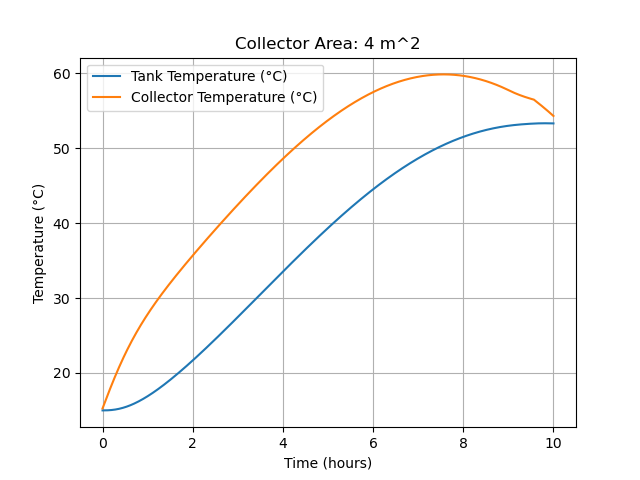 Collector Area: 4 m^2
Tank Temperature (°C)
Collector Temperature (°C)
60
50
40
30
20
Temperature (°C)
0 2 4 6 8 10
Time (hours)